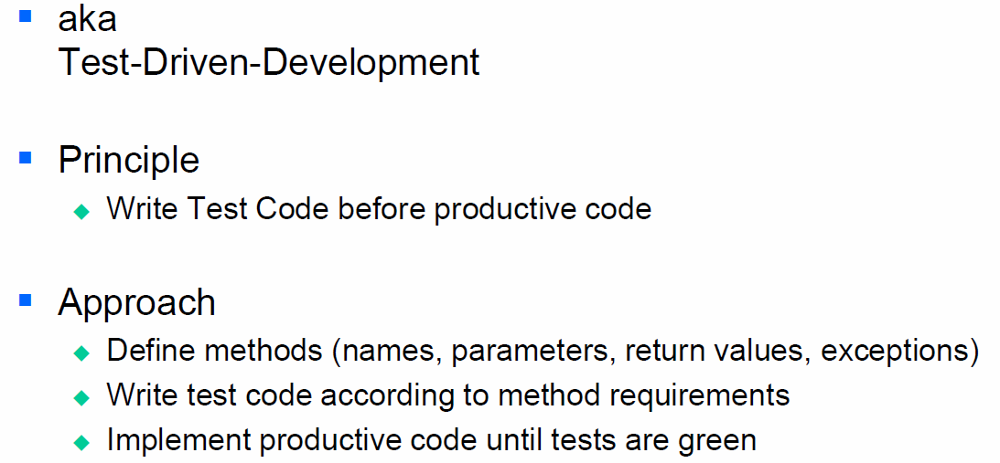 aka
Test-Driven-Development
Principle
Write Test Code before productive code
Approach
Define methods (names, parameters, return values, exceptions)
Write test code according to method requirements
Implement productive code until tests are green